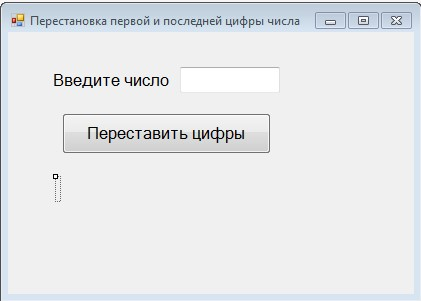 Перестановка первой и последней цифры числа
Введите число
Переставить цифры